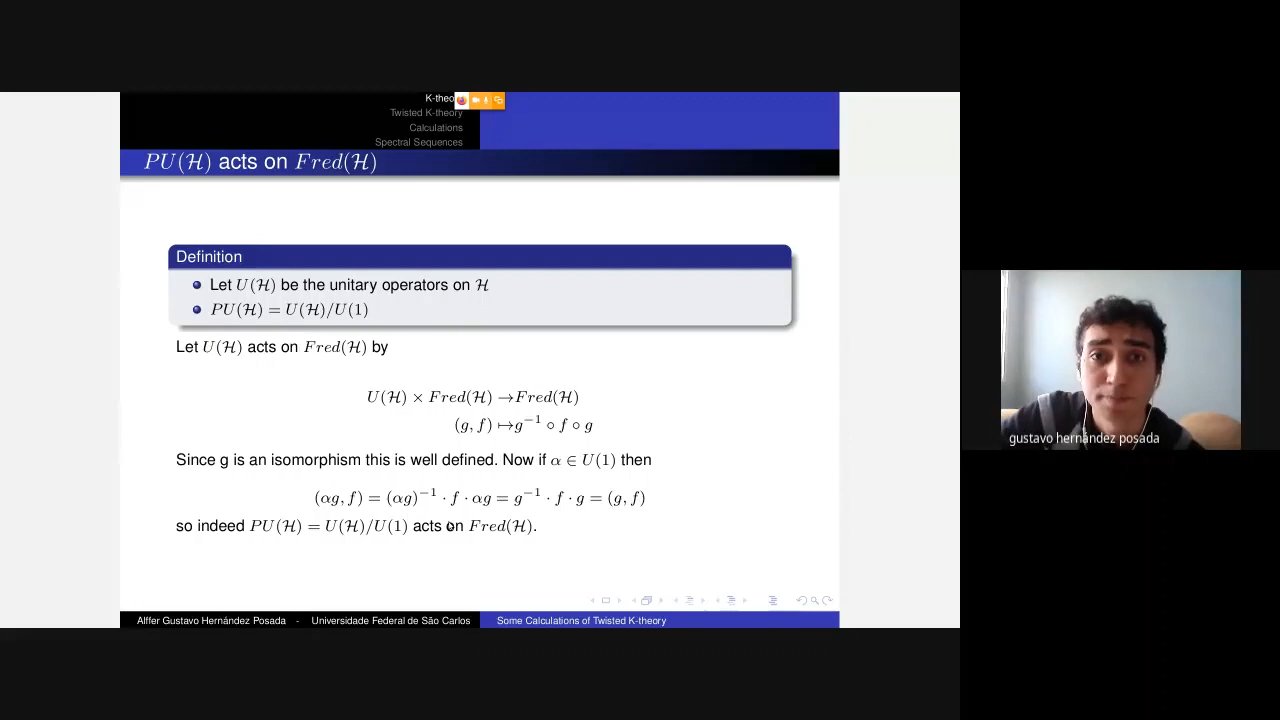 K-theo
Twisted K-theory
Calculations
Spectral Sequences
PU(ℋ) acts on Fred(ℋ)
Definition
Let U(ℋ) be the unitary operators on ℋ
PU(ℋ) = U(ℋ)/U(1)
Let U(ℋ) acts on Fred(ℋ) by
U(ℋ) × Fred(ℋ) →Fred(ℋ)
(g, f) ↦g⁻¹ ∘ f ∘ g
Since g is an isomorphism this is well defined. Now if α ∈ U(1) then
(αg, f) = (αg)⁻¹ · f · αg = g⁻¹ · f · g = (g, f)
so indeed PU(ℋ) = U(ℋ)/U(1) acts on Fred(ℋ).
Alffer Gustavo Hernández Posada - Universidade Federal de São Carlos Some Calculations of Twisted K-theory
gustavo hernández posada